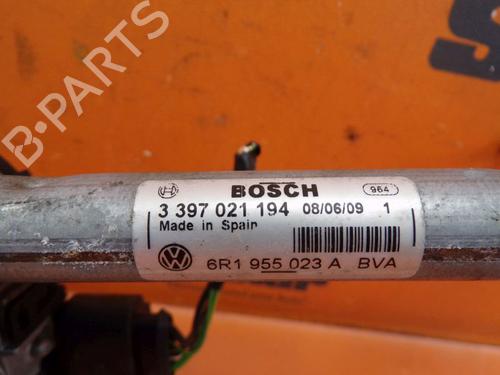 B-PARTS
BOSCH 964
3 397 021 194 08/06/09 1
Made in Spain
6R1 955 023 A BVA